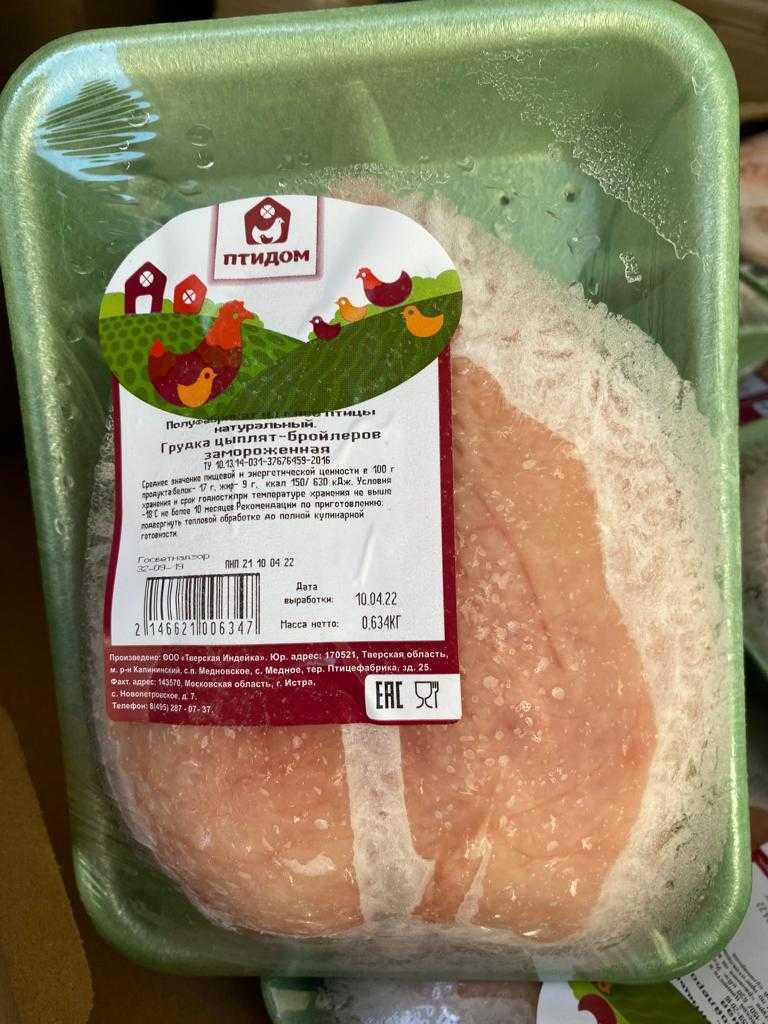 ПТИДОМ
птицы
натуральный.
Грудка цыплят-бройлеров
замороженная
ТУ 10.13.14-031-37676459-2016
Среднее значение пищевой и энергетической ценности в 100 г
продукта:белок- 17 г, жир- 9 г, ккал 150/ 630 кДж. Условия
хранения и срок годности:при температуре хранения не выше
-18°С не более 10 месяцев.Рекомендации по приготовлению:
подвергнуть тепловой обработке до полной кулинарной
готовности.
Госветнадзор
32-09-19
ПНП 21 10 04 22
Дата
выработки: 10.04.22
Масса нетто: 0,634КГ
2 146621 006347
Произведено: ООО «Тверская Индейка». Юр. адрес: 170521, Тверская область,
м. р-н Калининский, с.п. Медновское, с. Медное, тер. Птицефабрика, зд. 25.
Факт. адрес: 143570, Московская область, г. Истра,
с. Новопетровское, д. 7.
Телефон: 8(495) 287 - 07- 37.
ЕАС